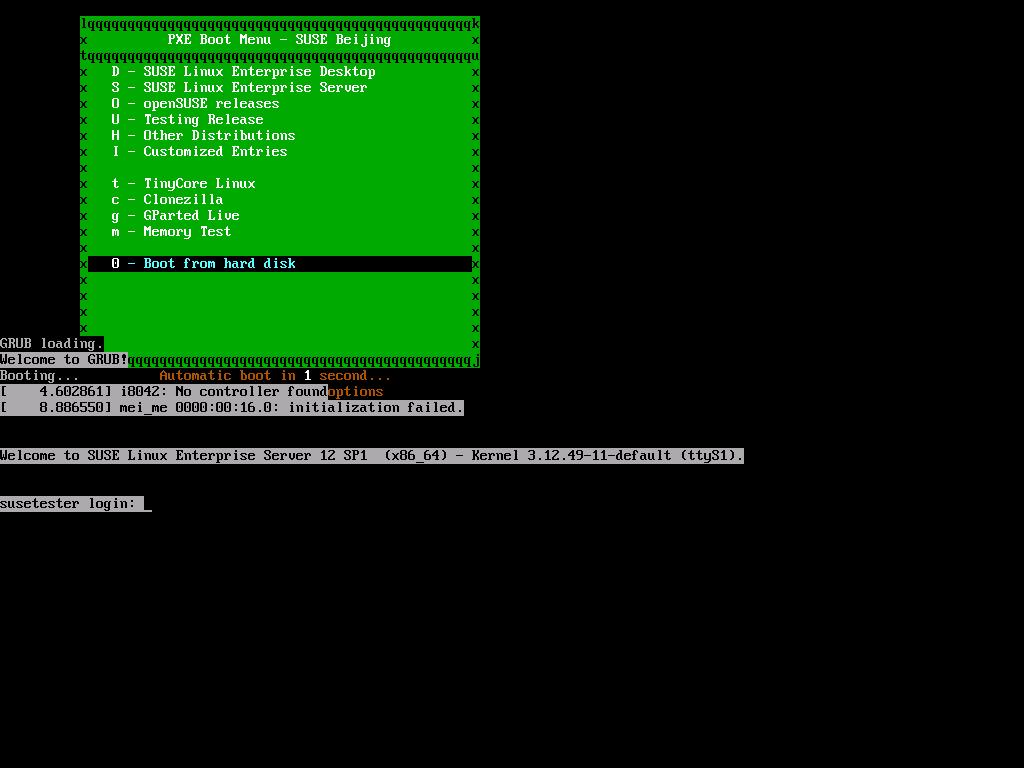 lqqqqqqqqqqqqqqqqqqqqqqqqqqqqqqqqqqqqqqqqqqqqqqqqk
x PXE Boot Menu - SUSE Beijing x
tqqqqqqqqqqqqqqqqqqqqqqqqqqqqqqqqqqqqqqqqqqqqqqqqu
x D - SUSE Linux Enterprise Desktop x
x S - SUSE Linux Enterprise Server x
x O - openSUSE releases x
x U - Testing Release x
x H - Other Distributions x
x I - Customized Entries x
x x
x t - TinyCore Linux x
x c - Clonezilla x
x g - GParted Live x
x m - Memory Test x
x x
x 0 - Boot from hard disk x
x x
x x
x x
x x
GRUB loading. x
Welcome to GRUB!qqqqqqqqqqqqqqqqqqqqqqqqqqqqqqqqqqqqqqqqqqqj
Booting... Automatic boot in 1 second...
[    4.602861] i8042: No controller foundoptions
[    8.886550] mei_me 0000:00:16.0: initialization failed.
Welcome to SUSE Linux Enterprise Server 12 SP1  (x86_64) - Kernel 3.12.49-11-default (ttyS1).
susetester login: _